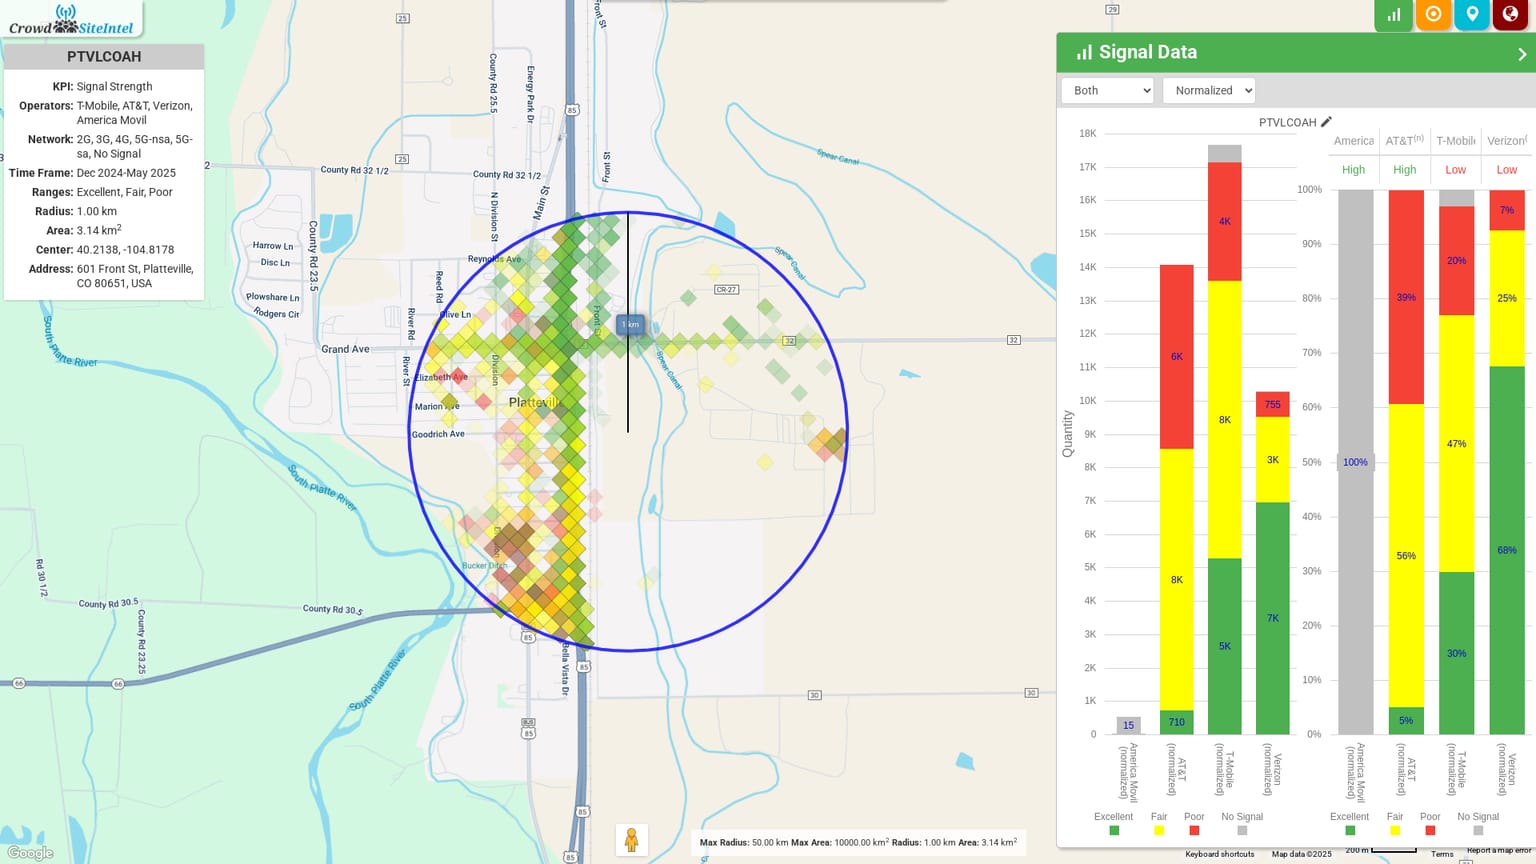 Crowd SiteIntel
PTVLCOAH
KPI: Signal Strength
Operators: T-Mobile, AT&T, Verizon,
America Movil
Network: 2G, 3G, 4G, 5G-nsa, 5G-
sa, No Signal
Time Frame: Dec 2024-May 2025
Ranges: Excellent, Fair, Poor
Radius: 1.00 km
Area: 3.14 km²
Center: 40.2138, -104.8178
Address: 601 Front St, Platteville,
CO 80651, USA
25
Front St
29
County Rd 25.5
Energy Park Dr
85
25
Front St
Spear Canal
County Rd 32 1/2
County Rd 32 1/2
N Division St
Main St
Harrow Ln
Disc Ln
County Rd 23.5
Reynolds Ave
Spear Canal
Reed Rd
CR-27
Plowshare Ln
Rodgers Cir
River Rd
Olive Ln
Front St
1 km
32
32
South Platte River
Grand Ave
River St
Division
Spear Canal
Elizabeth Ave
Marion Ave
Platteville
Goodrich Ave
South Platte River
Bucker Ditch
Rd 30 1/2
County Rd 30.5
County Rd 30.5
County Rd 23.25
85
Bella Vista Dr
85
South Platte River
66
66
30
30
BUS
85
85
85
Google
Max Radius: 50.00 km Max Area: 10000.00 km² Radius: 1.00 km Area: 3.14 km²
Keyboard shortcuts
Map data ©2025
200 m
Terms
Report a map error
Signal Data
Both
Normalized
PTVLCOAH
America
AT&T(n)
T-Mobile
Verizon(
High
High
Low
Low
Quantity
18K
17K
16K
15K
14K
13K
12K
11K
10K
9K
8K
7K
6K
5K
4K
3K
2K
1K
0
15
6K
8K
710
4K
8K
5K
755
3K
7K
America Movil
(normalized)
AT&T
(normalized)
T-Mobile
(normalized)
Verizon
(normalized)
Excellent
Fair
Poor
No Signal
100%
90%
80%
70%
60%
50%
40%
30%
20%
10%
0%
100%
39%
56%
5%
20%
47%
30%
7%
25%
68%
America Movil
(normalized)
AT&T
(normalized)
T-Mobile
(normalized)
Verizon
(normalized)
Excellent
Fair
Poor
No Signal